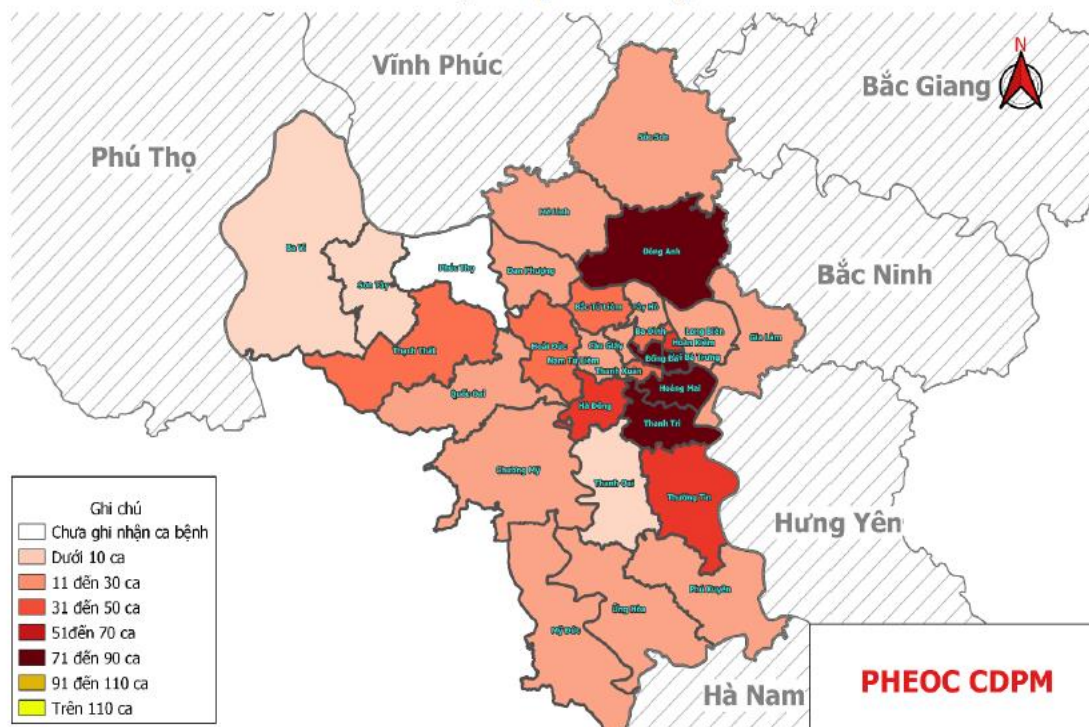 Vĩnh Phúc
Bắc Giang
N
Phú Thọ
Sóc Sơn
Mê Linh
Đông Anh
Bắc Ninh
Ba Vì
Sơn Tây
Phúc Thọ
Đan Phượng
Bắc Từ Liêm
Tây Hồ
Long Biên
Gia Lâm
Thạch Thất
Hoài Đức
Cầu Giấy
Ba Đình
Hoàn Kiếm
Nam Từ Liêm
Đống Đa
Bà Trưng
Thanh Xuân
Quốc Oai
Hà Đông
Hoàng Mai
Thanh Trì
Chương Mỹ
Thanh Oai
Thường Tín
Hưng Yên
Phú Xuyên
Ứng Hòa
Mỹ Đức
Hà Nam
Ghi chú
Chưa ghi nhận ca bệnh
Dưới 10 ca
11 đến 30 ca
31 đến 50 ca
51đến 70 ca
71 đến 90 ca
91 đến 110 ca
Trên 110 ca
PHEOC CDPM